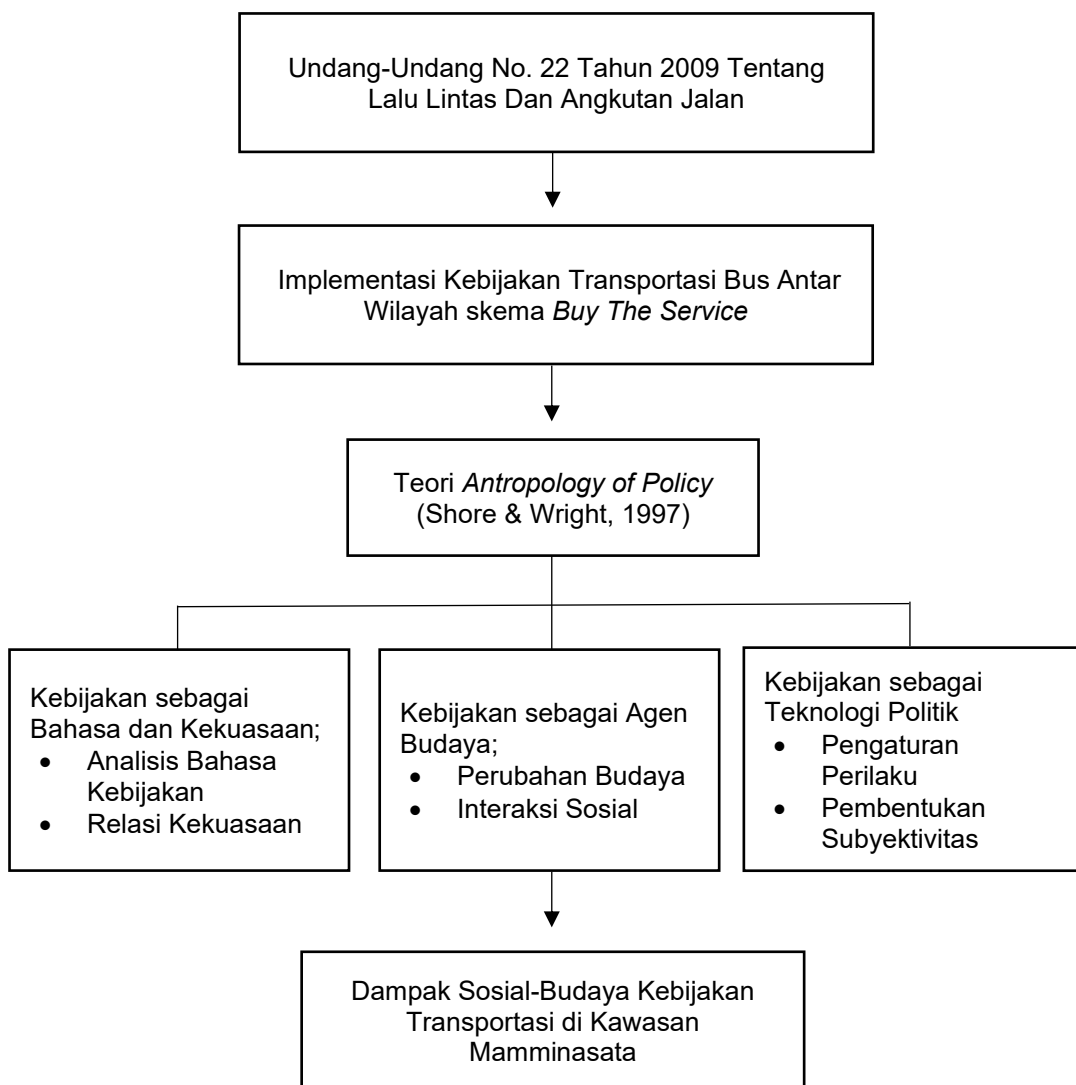 Undang-Undang No. 22 Tahun 2009 Tentang
Lalu Lintas Dan Angkutan Jalan
Implementasi Kebijakan Transportasi Bus Antar
Wilayah skema Buy The Service
Teori Antropology of Policy
(Shore & Wright, 1997)
Kebijakan sebagai
Bahasa dan Kekuasaan;
• Analisis Bahasa
Kebijakan
• Relasi Kekuasaan
Kebijakan sebagai Agen
Budaya;
• Perubahan Budaya
• Interaksi Sosial
Kebijakan sebagai
Teknologi Politik
• Pengaturan
Perilaku
• Pembentukan
Subyektivitas
Dampak Sosial-Budaya Kebijakan
Transportasi di Kawasan
Mamminasata